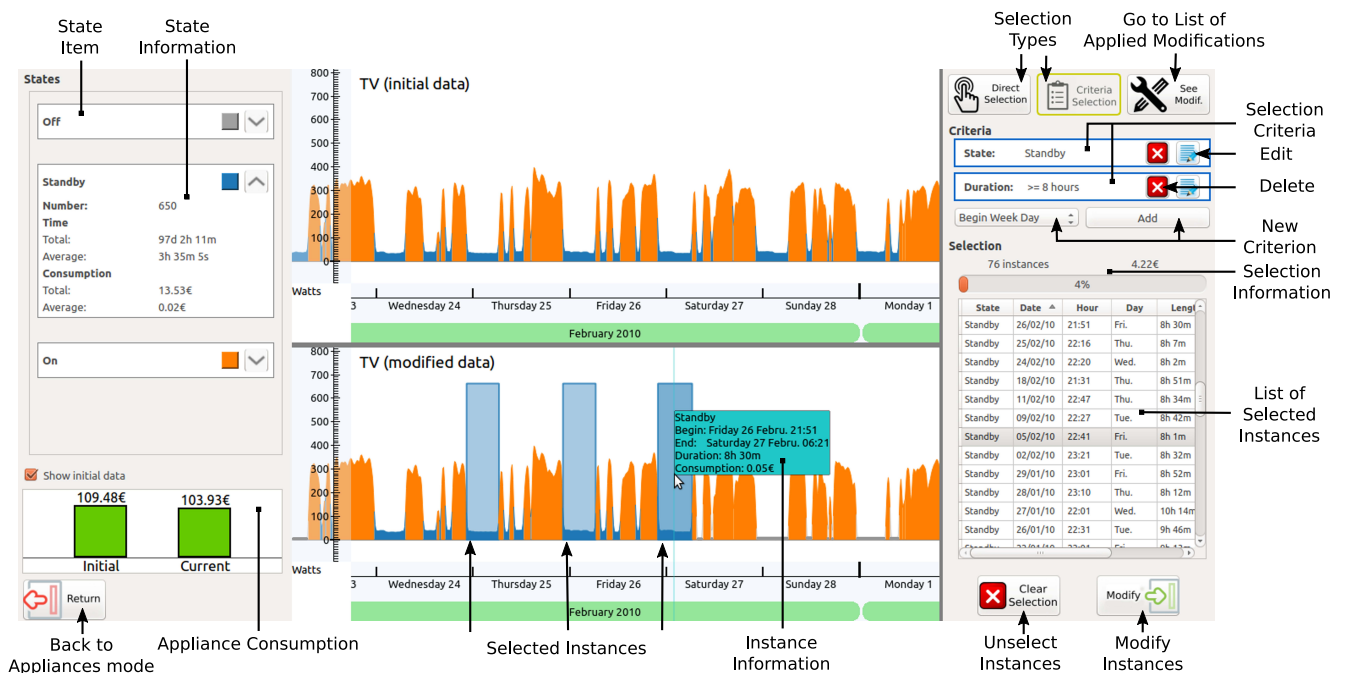 State
Item
State
Information
Selection
Types
Go to List of
Applied Modifications
States
Off
Standby
Number: 650
Time
Total: 97d 2h 11m
Average: 3h 35m 5s
Consumption
Total: 13.53€
Average: 0.02€
On
Show initial data
109.48€ 103.93€
Initial Current
Return
Back to
Appliances mode
Appliance Consumption
TV (initial data)
800
700
600
500
400
300
200
100
0
Watts
3 Wednesday 24 Thursday 25 Friday 26 Saturday 27 Sunday 28 Monday 1
February 2010
TV (modified data)
800
700
600
500
400
300
200
100
0
Standby
Begin: Friday 26 Febru. 21:51
End: Saturday 27 Febru. 06:21
Duration: 8h 30m
Consumption: 0.05€
Watts
Wednesday 24 Thursday 25 Friday 26 Saturday 27 Sunday 28 Monday 1
February 2010
Selected Instances
Instance
Information
Direct
Selection
Criteria
Selection
See
Modif.
Criteria
State: Standby
Duration: >= 8 hours
Begin Week Day Add
Selection
76 instances 4.22€
4%
State Date Hour Day Lengt
Standby 26/02/10 21:51 Fri. 8h 30m
Standby 25/02/10 22:16 Thu. 8h 7m
Standby 24/02/10 22:20 Wed. 8h 2m
Standby 18/02/10 21:31 Thu. 8h 51m
Standby 11/02/10 22:47 Thu. 8h 34m
Standby 09/02/10 22:27 Tue. 8h 42m
Standby 05/02/10 22:41 Fri. 8h 1m
Standby 02/02/10 23:21 Tue. 8h 32m
Standby 29/01/10 23:01 Fri. 8h 52m
Standby 28/01/10 23:10 Thu. 8h 12m
Standby 27/01/10 22:01 Wed. 10h 14m
Standby 26/01/10 22:31 Tue. 9h 46m
Clear
Selection
Modify
Unselect
Instances
Modify
Instances
Selection
Criteria
Edit
Delete
New
Criterion
Selection
Information
List of
Selected
Instances